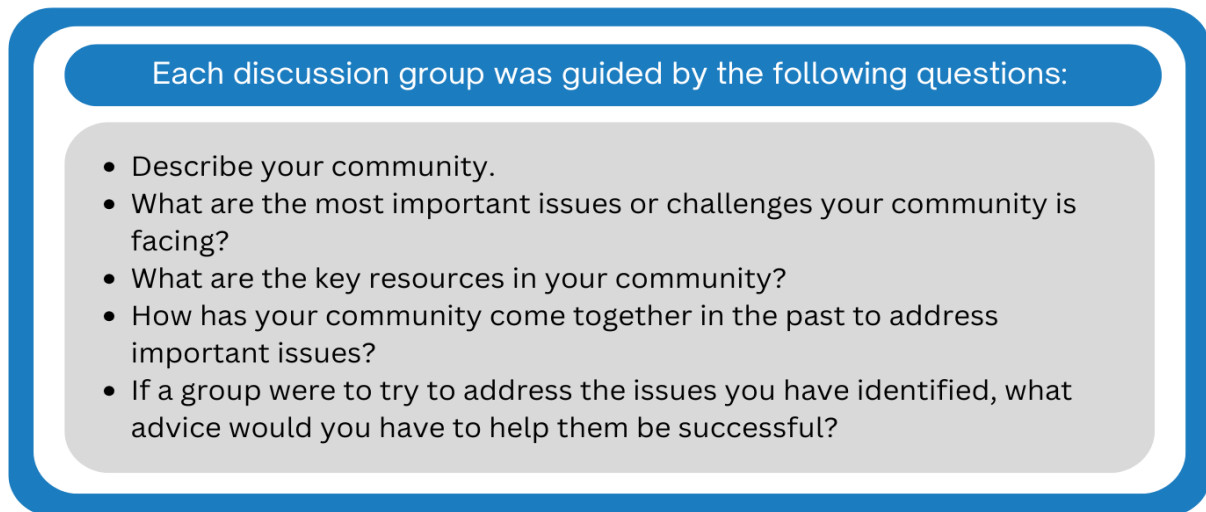 Each discussion group was guided by the following questions:
• Describe your community.
• What are the most important issues or challenges your community is
facing?
• What are the key resources in your community?
• How has your community come together in the past to address
important issues?
• If a group were to try to address the issues you have identified, what
advice would you have to help them be successful?